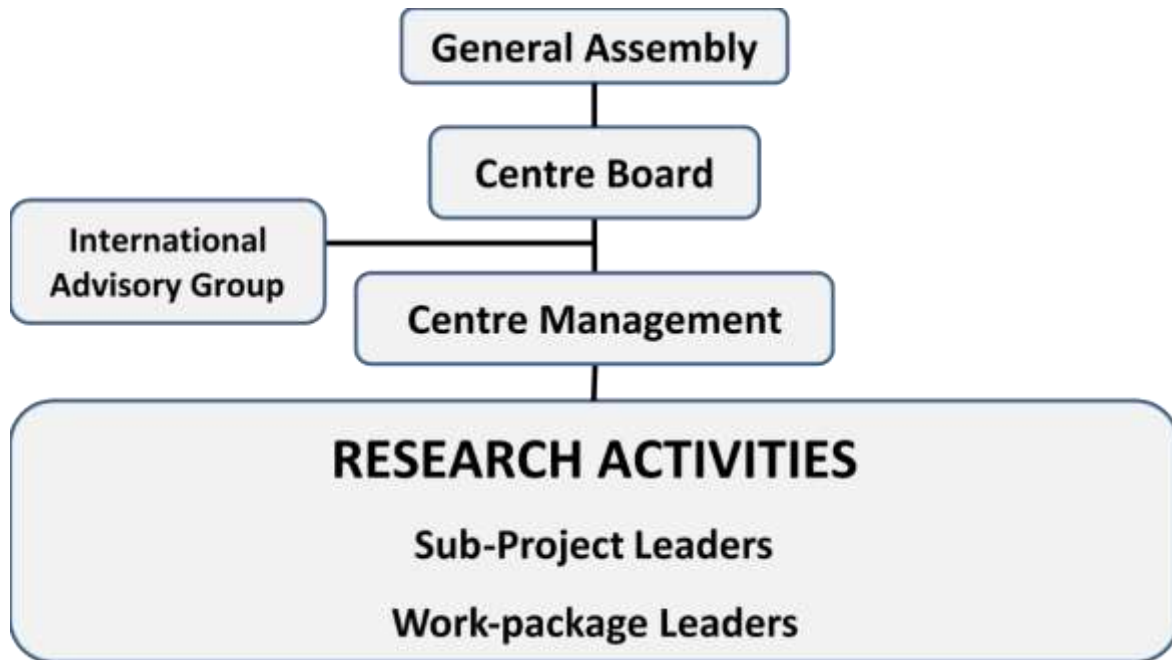 General Assembly
Centre Board
International
Advisory Group
Centre Management
RESEARCH ACTIVITIES
Sub-Project Leaders
Work-package Leaders